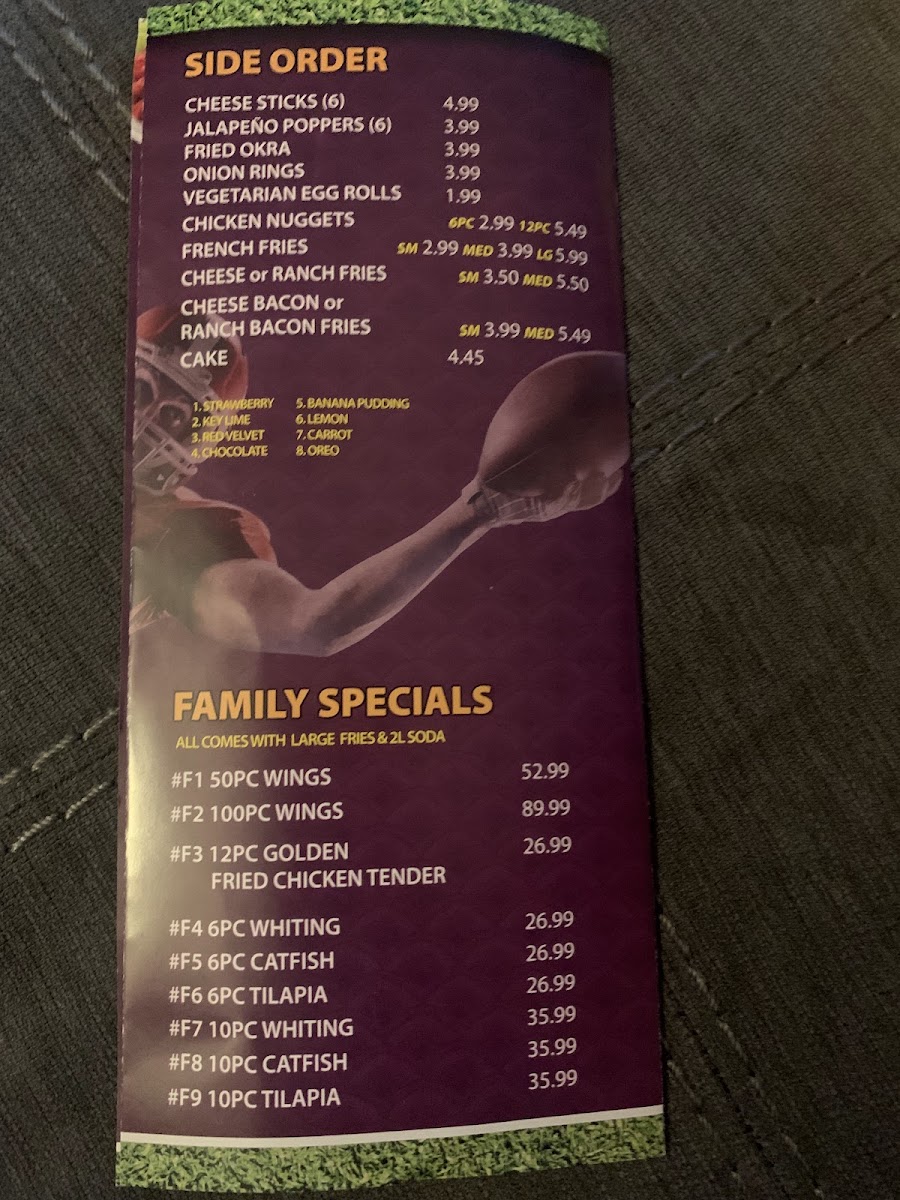 SIDE ORDER
CHEESE STICKS (6) 4.99
JALAPEÑO POPPERS (6) 3.99
FRIED OKRA 3.99
ONION RINGS 3.99
VEGETARIAN EGG ROLLS 1.99
CHICKEN NUGGETS 6PC 2.99 12PC 5.49
FRENCH FRIES SM 2.99 MED 3.99 LG 5.99
CHEESE or RANCH FRIES SM 3.50 MED 5.50
CHEESE BACON or
RANCH BACON FRIES SM 3.99 MED 5.49
CAKE 4.45
1. STRAWBERRY 5. BANANA PUDDING
2. KEY LIME 6. LEMON
3. RED VELVET 7. CARROT
4. CHOCOLATE 8. OREO
FAMILY SPECIALS
ALL COMES WITH LARGE FRIES & 2L SODA
#F1 50PC WINGS 52.99
#F2 100PC WINGS 89.99
#F3 12PC GOLDEN 26.99
FRIED CHICKEN TENDER
#F4 6PC WHITING 26.99
#F5 6PC CATFISH 26.99
#F6 6PC TILAPIA 26.99
#F7 10PC WHITING 35.99
#F8 10PC CATFISH 35.99
#F9 10PC TILAPIA 35.99